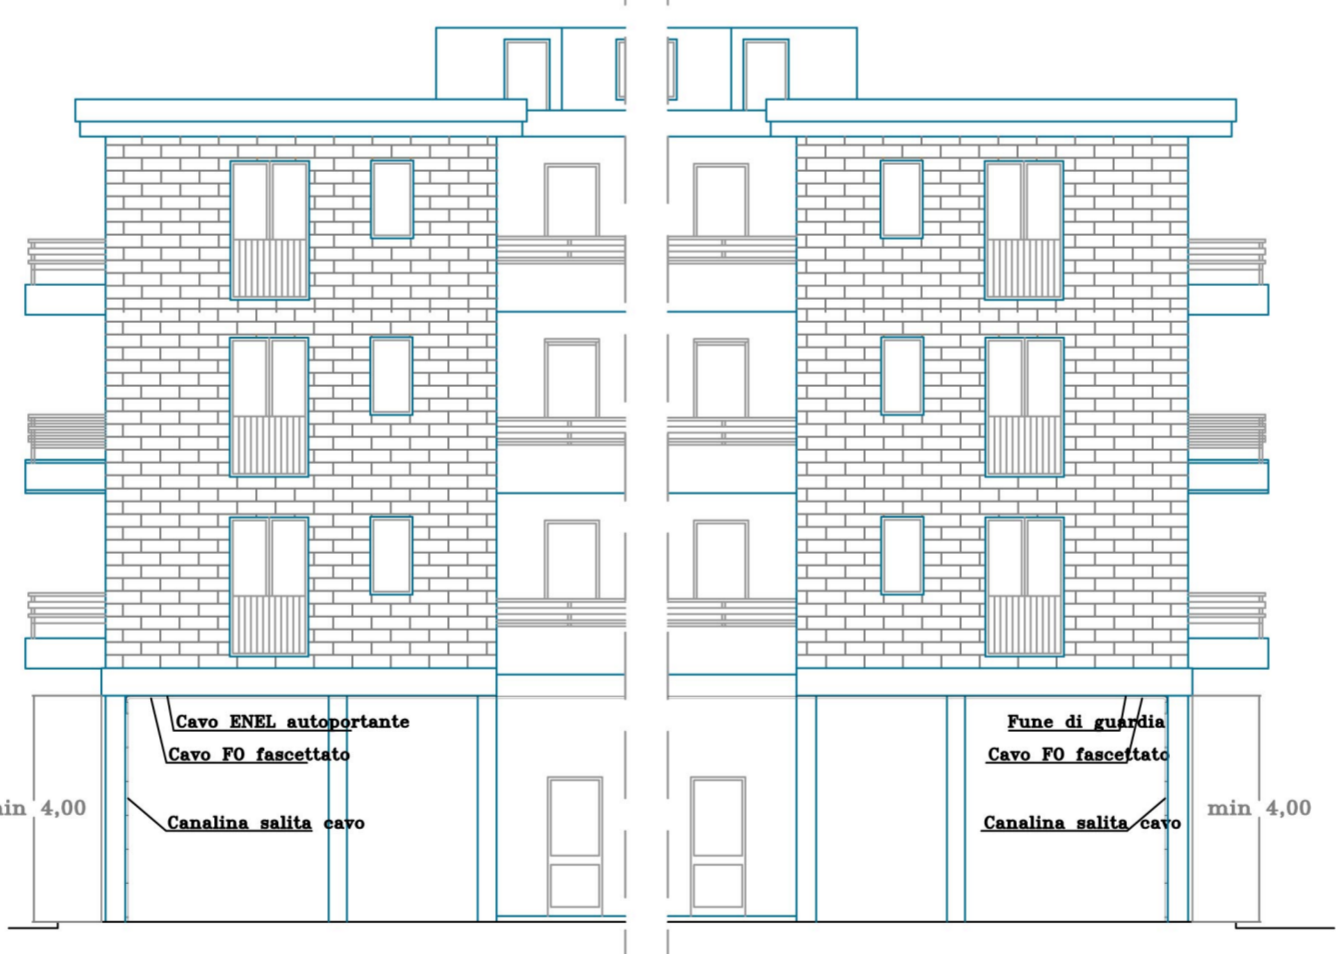 Cavo ENEL autoportante
Cavo FO fascettato
Canalina salita cavo
in 4,00
Fune di guardia
Cavo FO fascettato
Canalina salita cavo
min 4,00